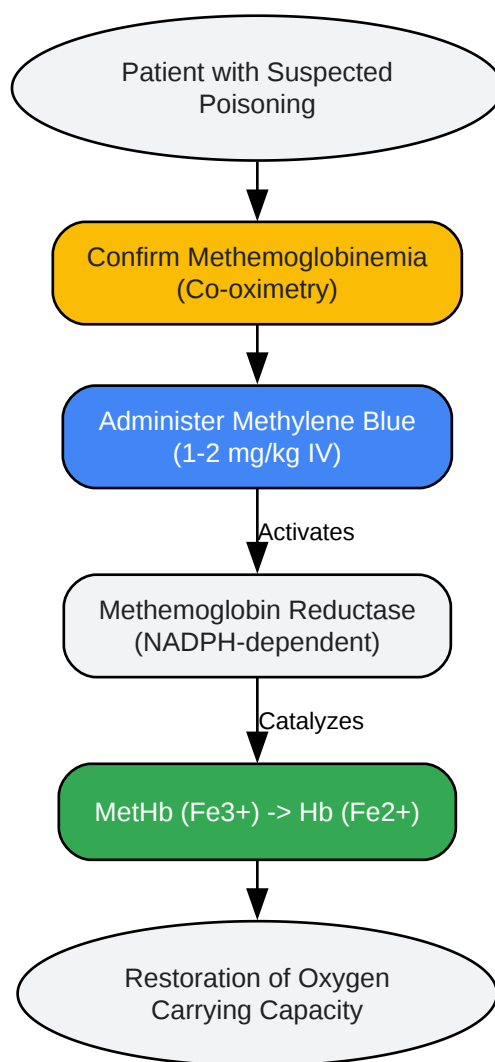 Patient with Suspected
Poisoning
Confirm Methemoglobinemia
(Co-oximetry)
Administer Methylene Blue
(1-2 mg/kg IV)
Activates
Methemoglobin Reductase
(NADPH-dependent)
Catalyzes
MetHb (Fe3+) -> Hb (Fe2+)
Restoration of Oxygen
Carrying Capacity